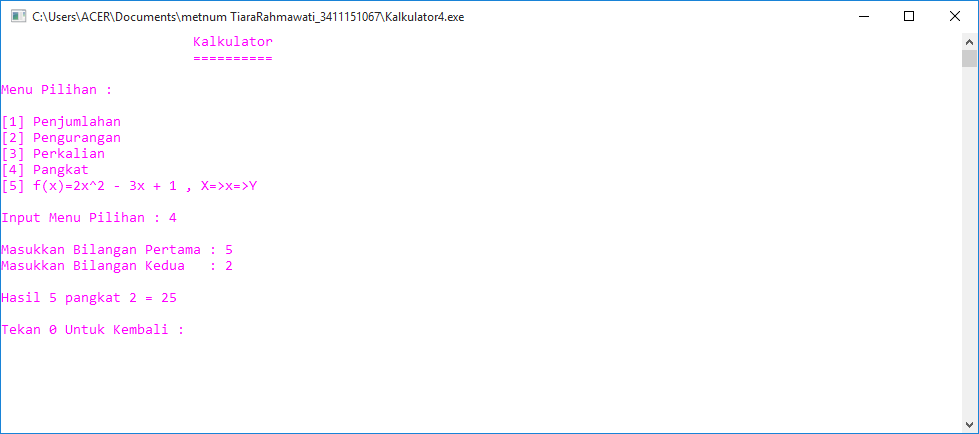 C:\Users\ACER\Documents\metnum TiaraRahmawati_3411151067\Kalkulator4.exe
Kalkulator
==========
Menu Pilihan :
[1] Penjumlahan
[2] Pengurangan
[3] Perkalian
[4] Pangkat
[5] f(x)=2x^2 - 3x + 1 , X=>x=>Y
Input Menu Pilihan : 4
Masukkan Bilangan Pertama : 5
Masukkan Bilangan Kedua   : 2
Hasil 5 pangkat 2 = 25
Tekan 0 Untuk Kembali :